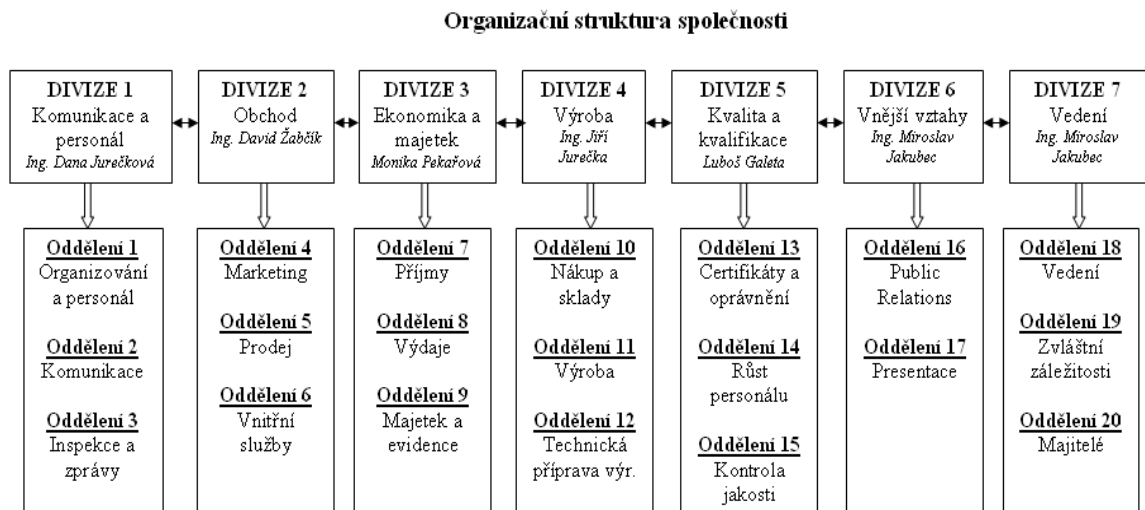 Organizační struktura společnosti
DIVIZE 1
Komunikace a
personál
Ing. Dana Jurečková
DIVIZE 2
Obchod
Ing. David Žabčík
DIVIZE 3
Ekonomika a
majetek
Monika Pekařová
DIVIZE 4
Výroba
Ing. Jiří
Jurečka
DIVIZE 5
Kvalita a
kvalifikace
Luboš Galeta
DIVIZE 6
Vnější vztahy
Ing. Miroslav
Jakubec
DIVIZE 7
Vedení
Ing. Miroslav
Jakubec
Oddělení 1
Organizování
a personál
Oddělení 2
Komunikace
Oddělení 3
Inspekce a
zprávy
Oddělení 4
Marketing
Oddělení 5
Prodej
Oddělení 6
Vnitřní
služby
Oddělení 7
Příjmy
Oddělení 8
Výdaje
Oddělení 9
Majetek a
evidence
Oddělení 10
Nákup a
sklady
Oddělení 11
Výroba
Oddělení 12
Technická
příprava výr.
Oddělení 13
Certifikáty a
oprávnění
Oddělení 14
Růst
personálu
Oddělení 15
Kontrola
jakosti
Oddělení 16
Public
Relations
Oddělení 17
Presentace
Oddělení 18
Vedení
Oddělení 19
Zvláštní
záležitosti
Oddělení 20
Majitelé